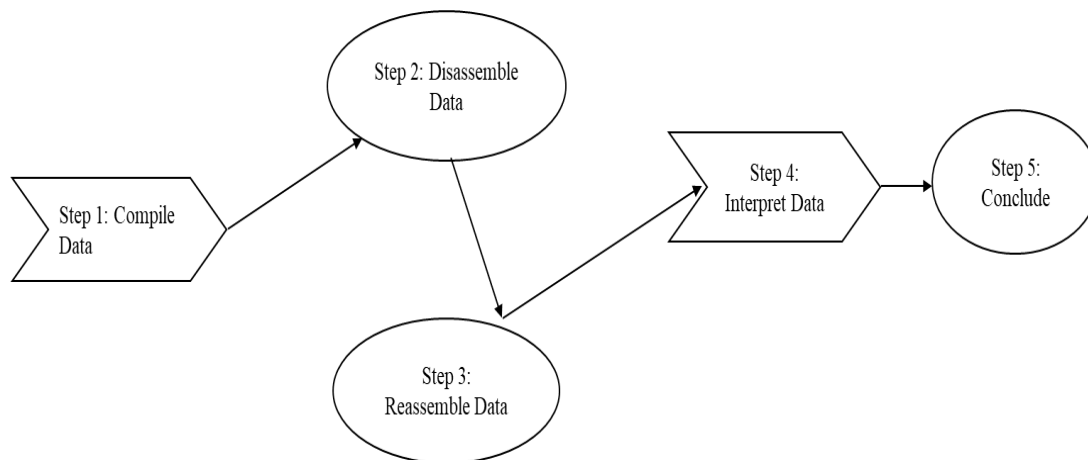 Step 1: Compile
Data
Step 2: Disassemble
Data
Step 3:
Reassemble Data
Step 4:
Interpret Data
Step 5:
Conclude